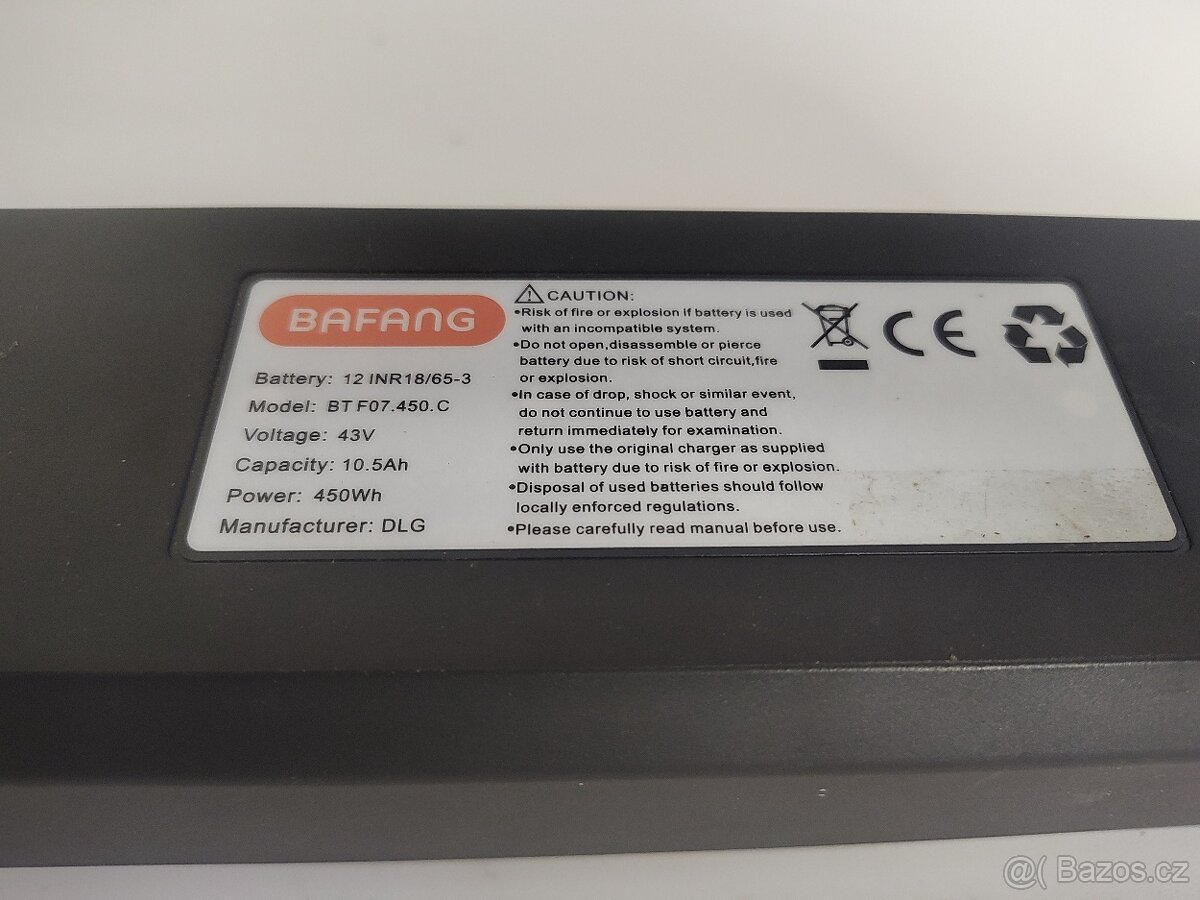 BAFANG
Battery: 12 INR18/65-3
Model: BT F07.450.C
Voltage: 43V
Capacity: 10.5Ah
Power: 450Wh
Manufacturer: DLG
CAUTION:
•Risk of fire or explosion if battery is used
with an incompatible system.
•Do not open,disassemble or pierce
battery due to risk of short circuit,fire
or explosion.
•In case of drop, shock or similar event,
do not continue to use battery and
return immediately for examination.
•Only use the original charger as supplied
with battery due to risk of fire or explosion.
•Disposal of used batteries should follow
locally enforced regulations.
•Please carefully read manual before use.
CE
@( Bazos.cz